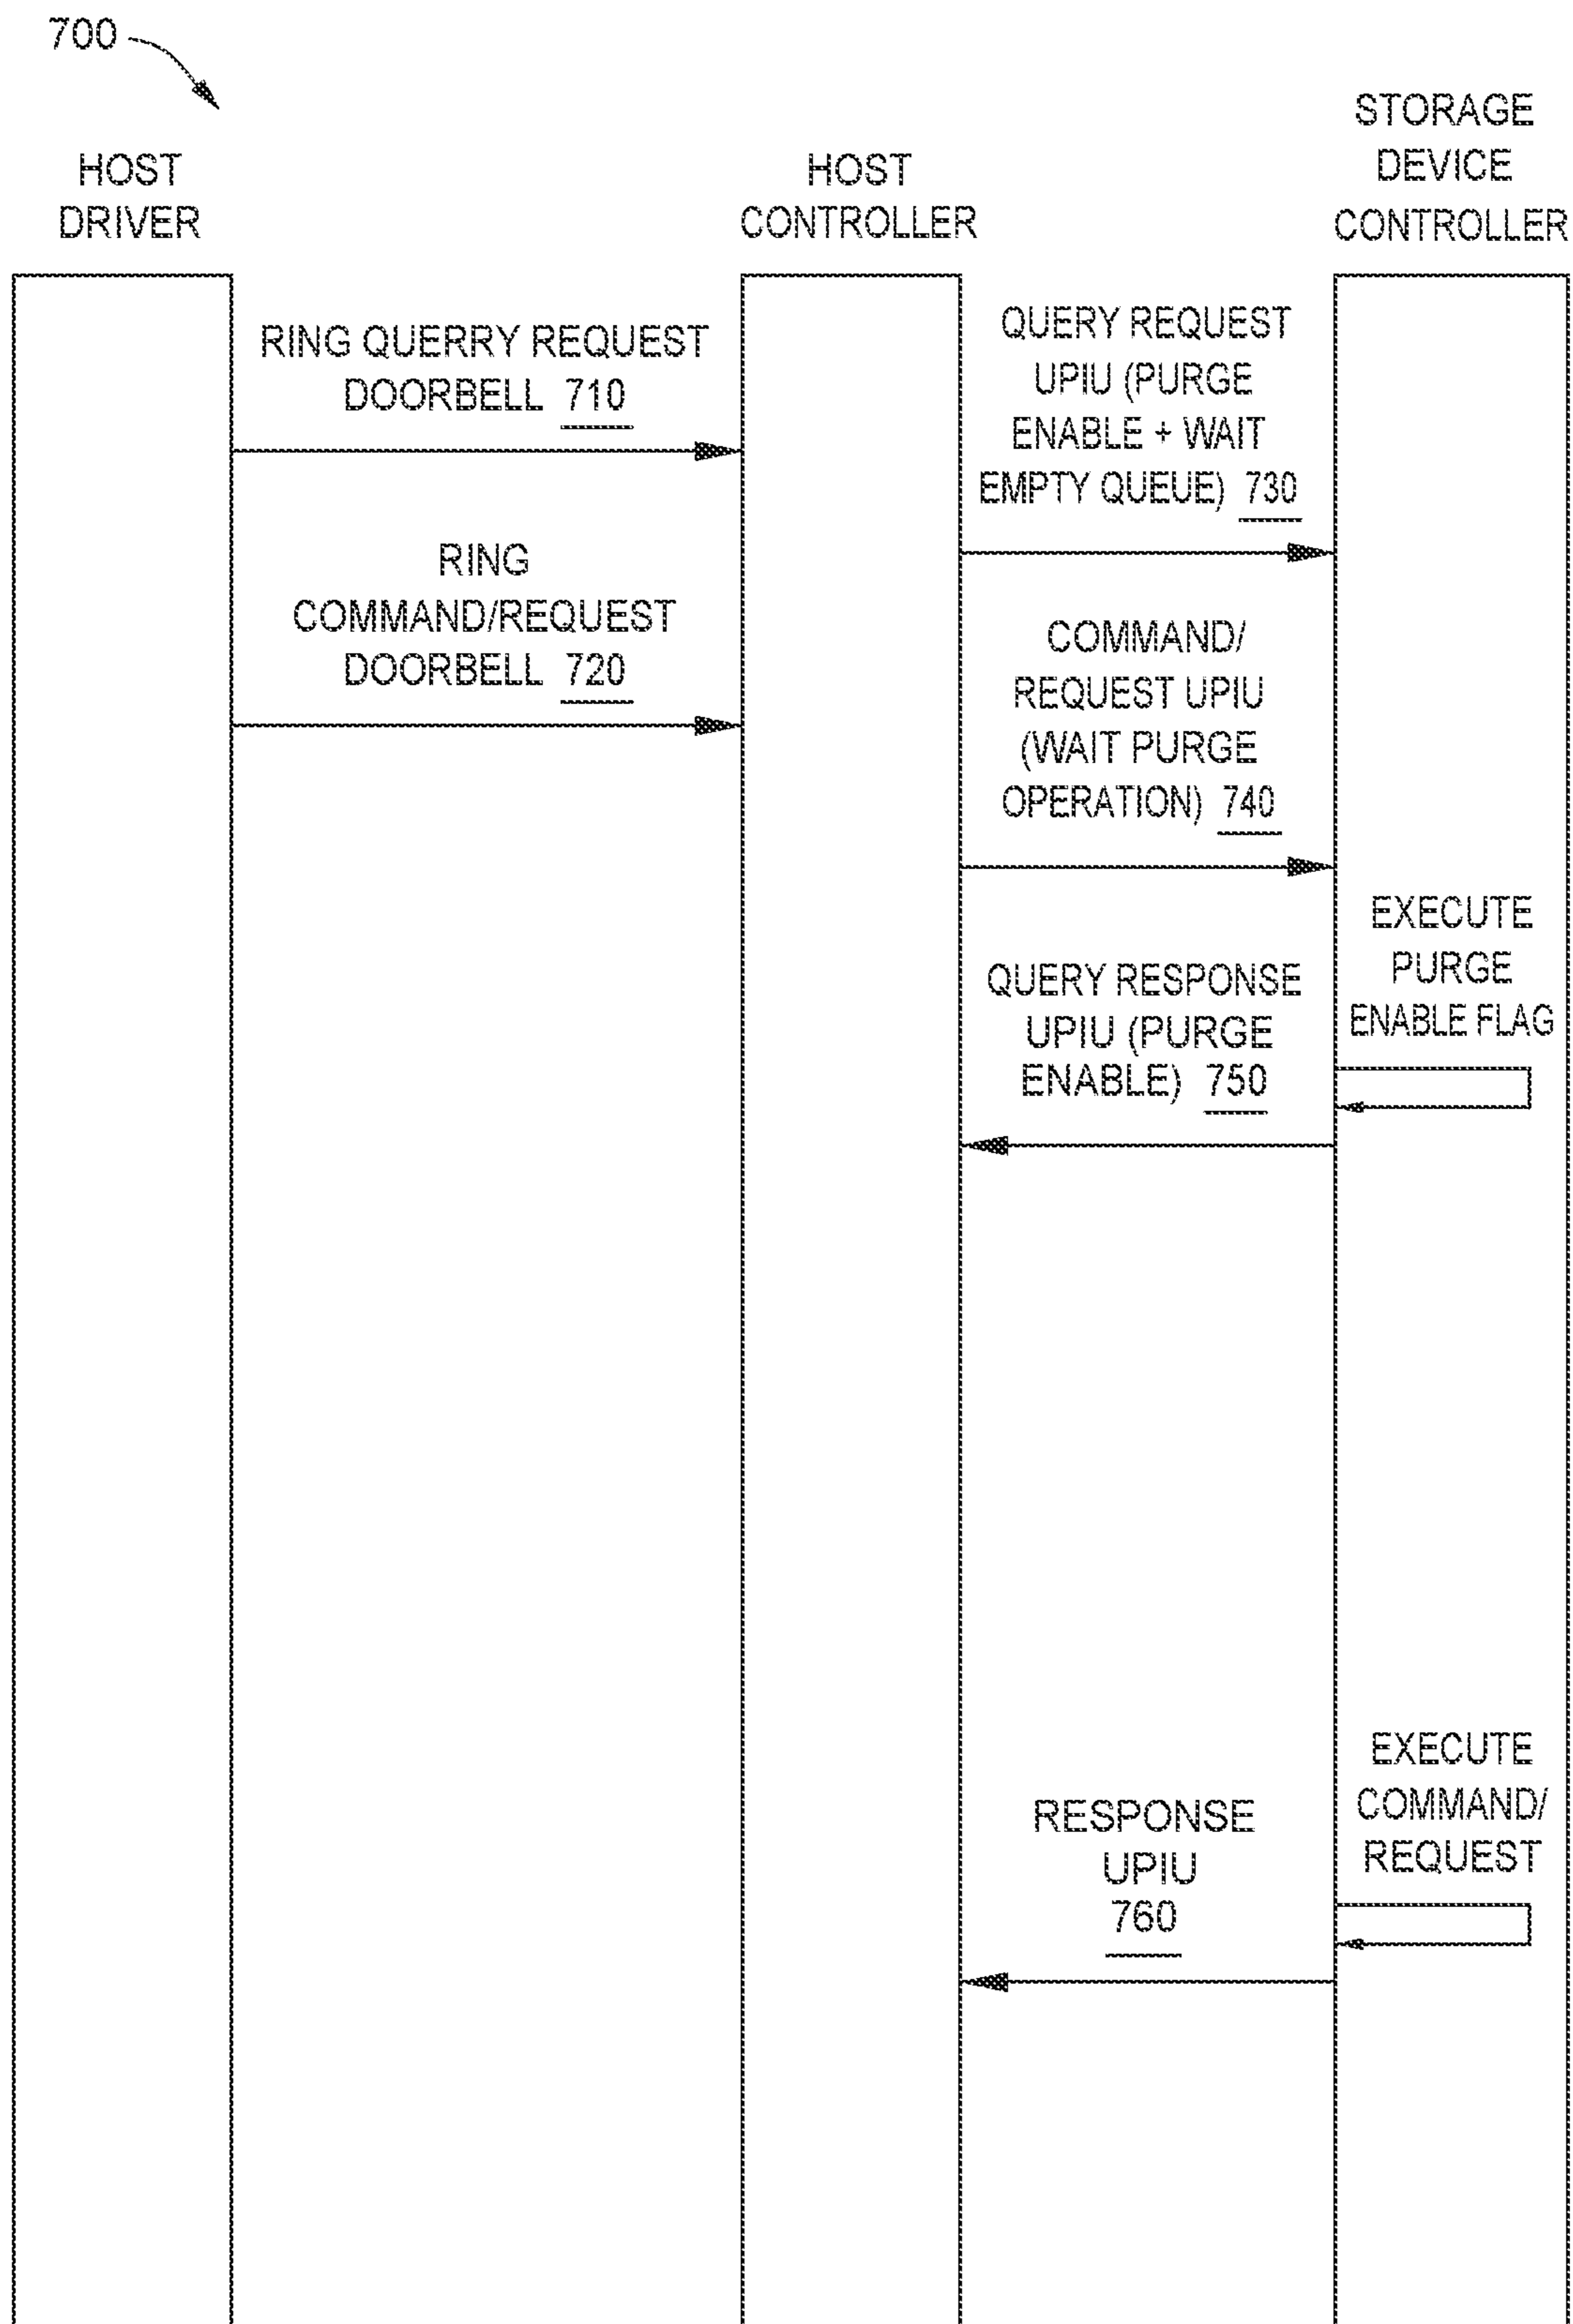 700
HOST
DRIVER
HOST
CONTROLLER
STORAGE
DEVICE
CONTROLLER
RING QUERRY REQUEST
DOORBELL 710
RING
COMMAND/REQUEST
DOORBELL 720
QUERY REQUEST
UPIU (PURGE
ENABLE + WAIT
EMPTY QUEUE) 730
COMMAND/
REQUEST UPIU
(WAIT PURGE
OPERATION) 740
EXECUTE
PURGE
ENABLE FLAG
QUERY RESPONSE
UPIU (PURGE
ENABLE) 750
EXECUTE
COMMAND/
REQUEST
RESPONSE
UPIU
760